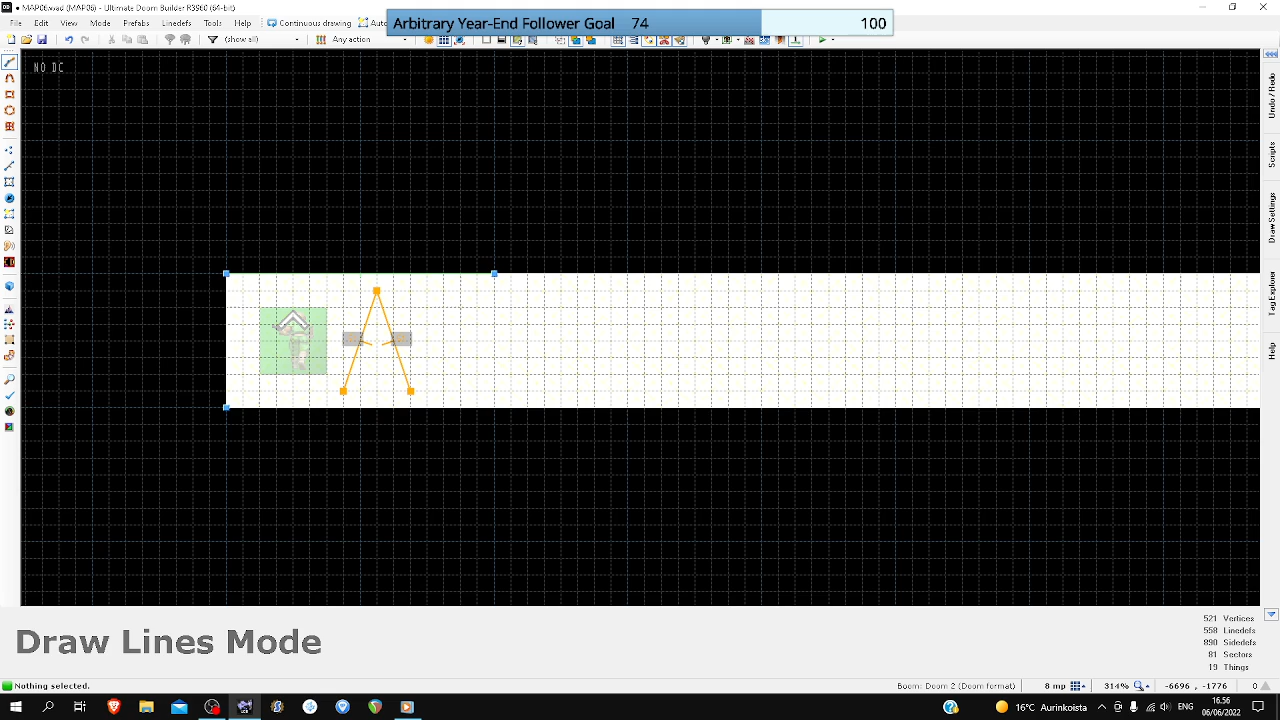 MAP06.wad (MAP06) - Ultimate Doom Builder R3960 (64-bit)
Arbitrary Year-End Follower Goal 74 100
File Edit View Mode Prefabs Linedefs Tools Help Continuous drawing Auto
(show all) Any action
NO DC
Undo / Redo
Scripts
Draw Settings
Tag Explorer
Help
Draw Lines Mode
521 Vertices
558 Linedefs
890 Sidedefs
81 Sectors
19 Things
Nothing selected.
Boom: Doom 2 (Doom format) 8 mp 314% -6696 , -1776 0
16°C Aurinkoista ENG 16.56
06/06/2022